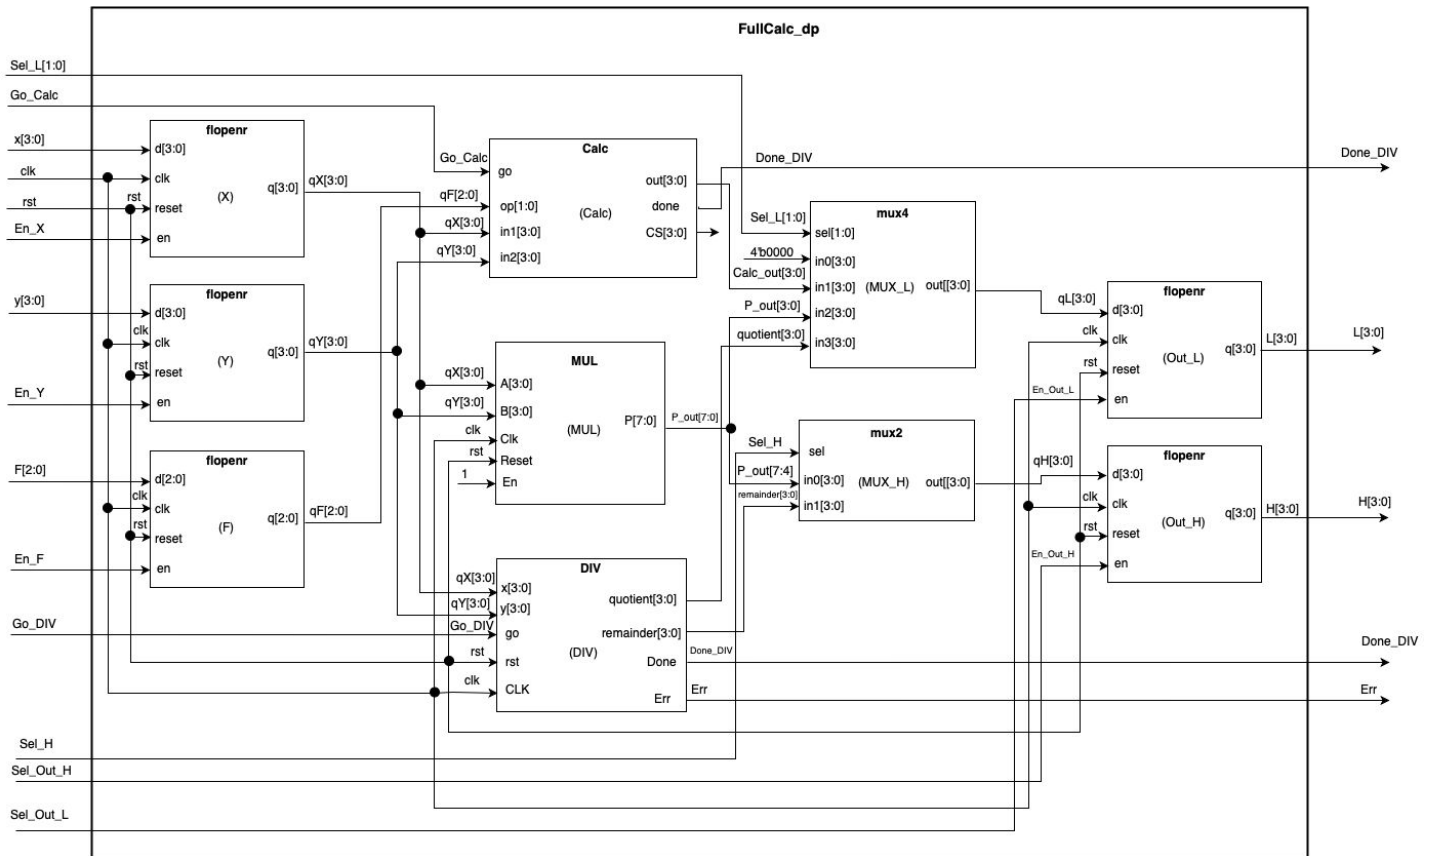 FullCalc_dp
Sel_L[1:0]
Go_Calc
x[3:0]
clk
rst
En_X
y[3:0]
En_Y
F[2:0]
En_F
Go_DIV
Sel_H
Sel_Out_H
Sel_Out_L
flopenr
d[3:0]
clk
rst
reset
en
(X)
q[3:0]
qX[3:0]
flopenr
d[3:0]
clk
clk
rst
reset
en
(Y)
q[3:0]
qY[3:0]
flopenr
d[2:0]
clk
clk
rst
reset
en
(F)
q[2:0]
qF[2:0]
Calc
Go_Calc
go
qF[2:0]
op[1:0]
qX[3:0]
in1[3:0]
qY[3:0]
in2[3:0]
(Calc)
out[3:0]
done
CS[3:0]
Done_DIV
Done_DIV
MUL
qX[3:0]
A[3:0]
qY[3:0]
B[3:0]
clk
Clk
rst
Reset
1
En
(MUL)
P[7:0]
P_out[7:0]
DIV
qX[3:0]
x[3:0]
qY[3:0]
y[3:0]
Go_DIV
go
rst
rst
clk
CLK
(DIV)
quotient[3:0]
remainder[3:0]
Done
Err
Done_DIV
Err
Done_DIV
Err
mux4
Sel_L[1:0]
sel[1:0]
4'b0000
in0[3:0]
Calc_out[3:0]
in1[3:0]
P_out[3:0]
in2[3:0]
quotient[3:0]
in3[3:0]
(MUX_L)
out[[3:0]
mux2
Sel_H
sel
P_out[7:4]
in0[3:0]
remainder[3:0]
in1[3:0]
(MUX_H)
out[[3:0]
flopenr
qL[3:0]
d[3:0]
clk
clk
rst
reset
En_Out_L
en
(Out_L)
q[3:0]
L[3:0]
L[3:0]
flopenr
qH[3:0]
d[3:0]
clk
clk
rst
reset
En_Out_H
en
(Out_H)
q[3:0]
H[3:0]
H[3:0]